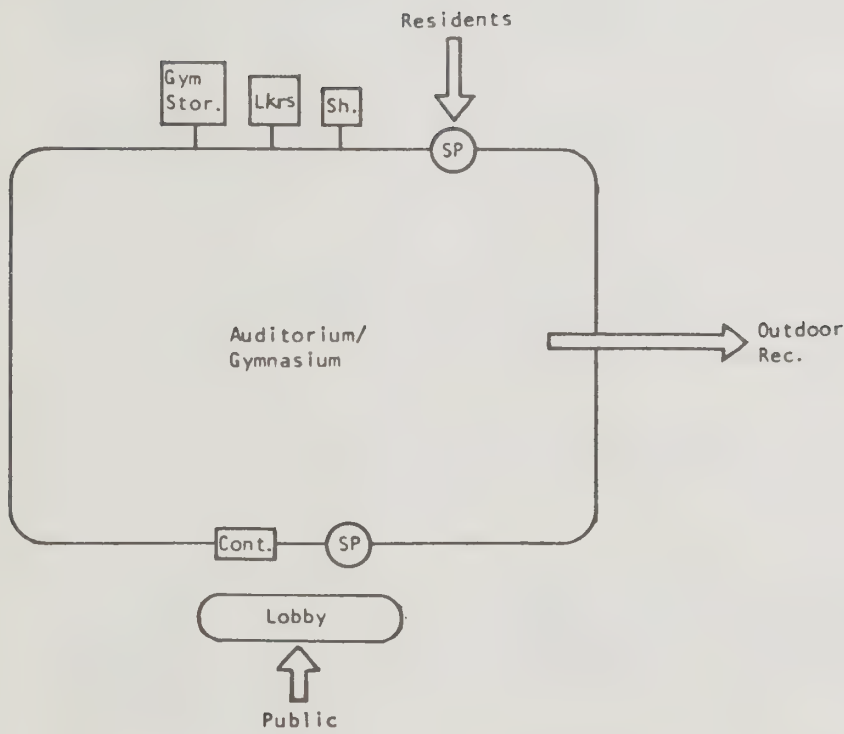 Residents
Gym
Stor.
Lkrs
Sh.
SP
Auditorium/
Gymnasium
Outdoor
Rec.
Cont.
SP
Lobby
Public